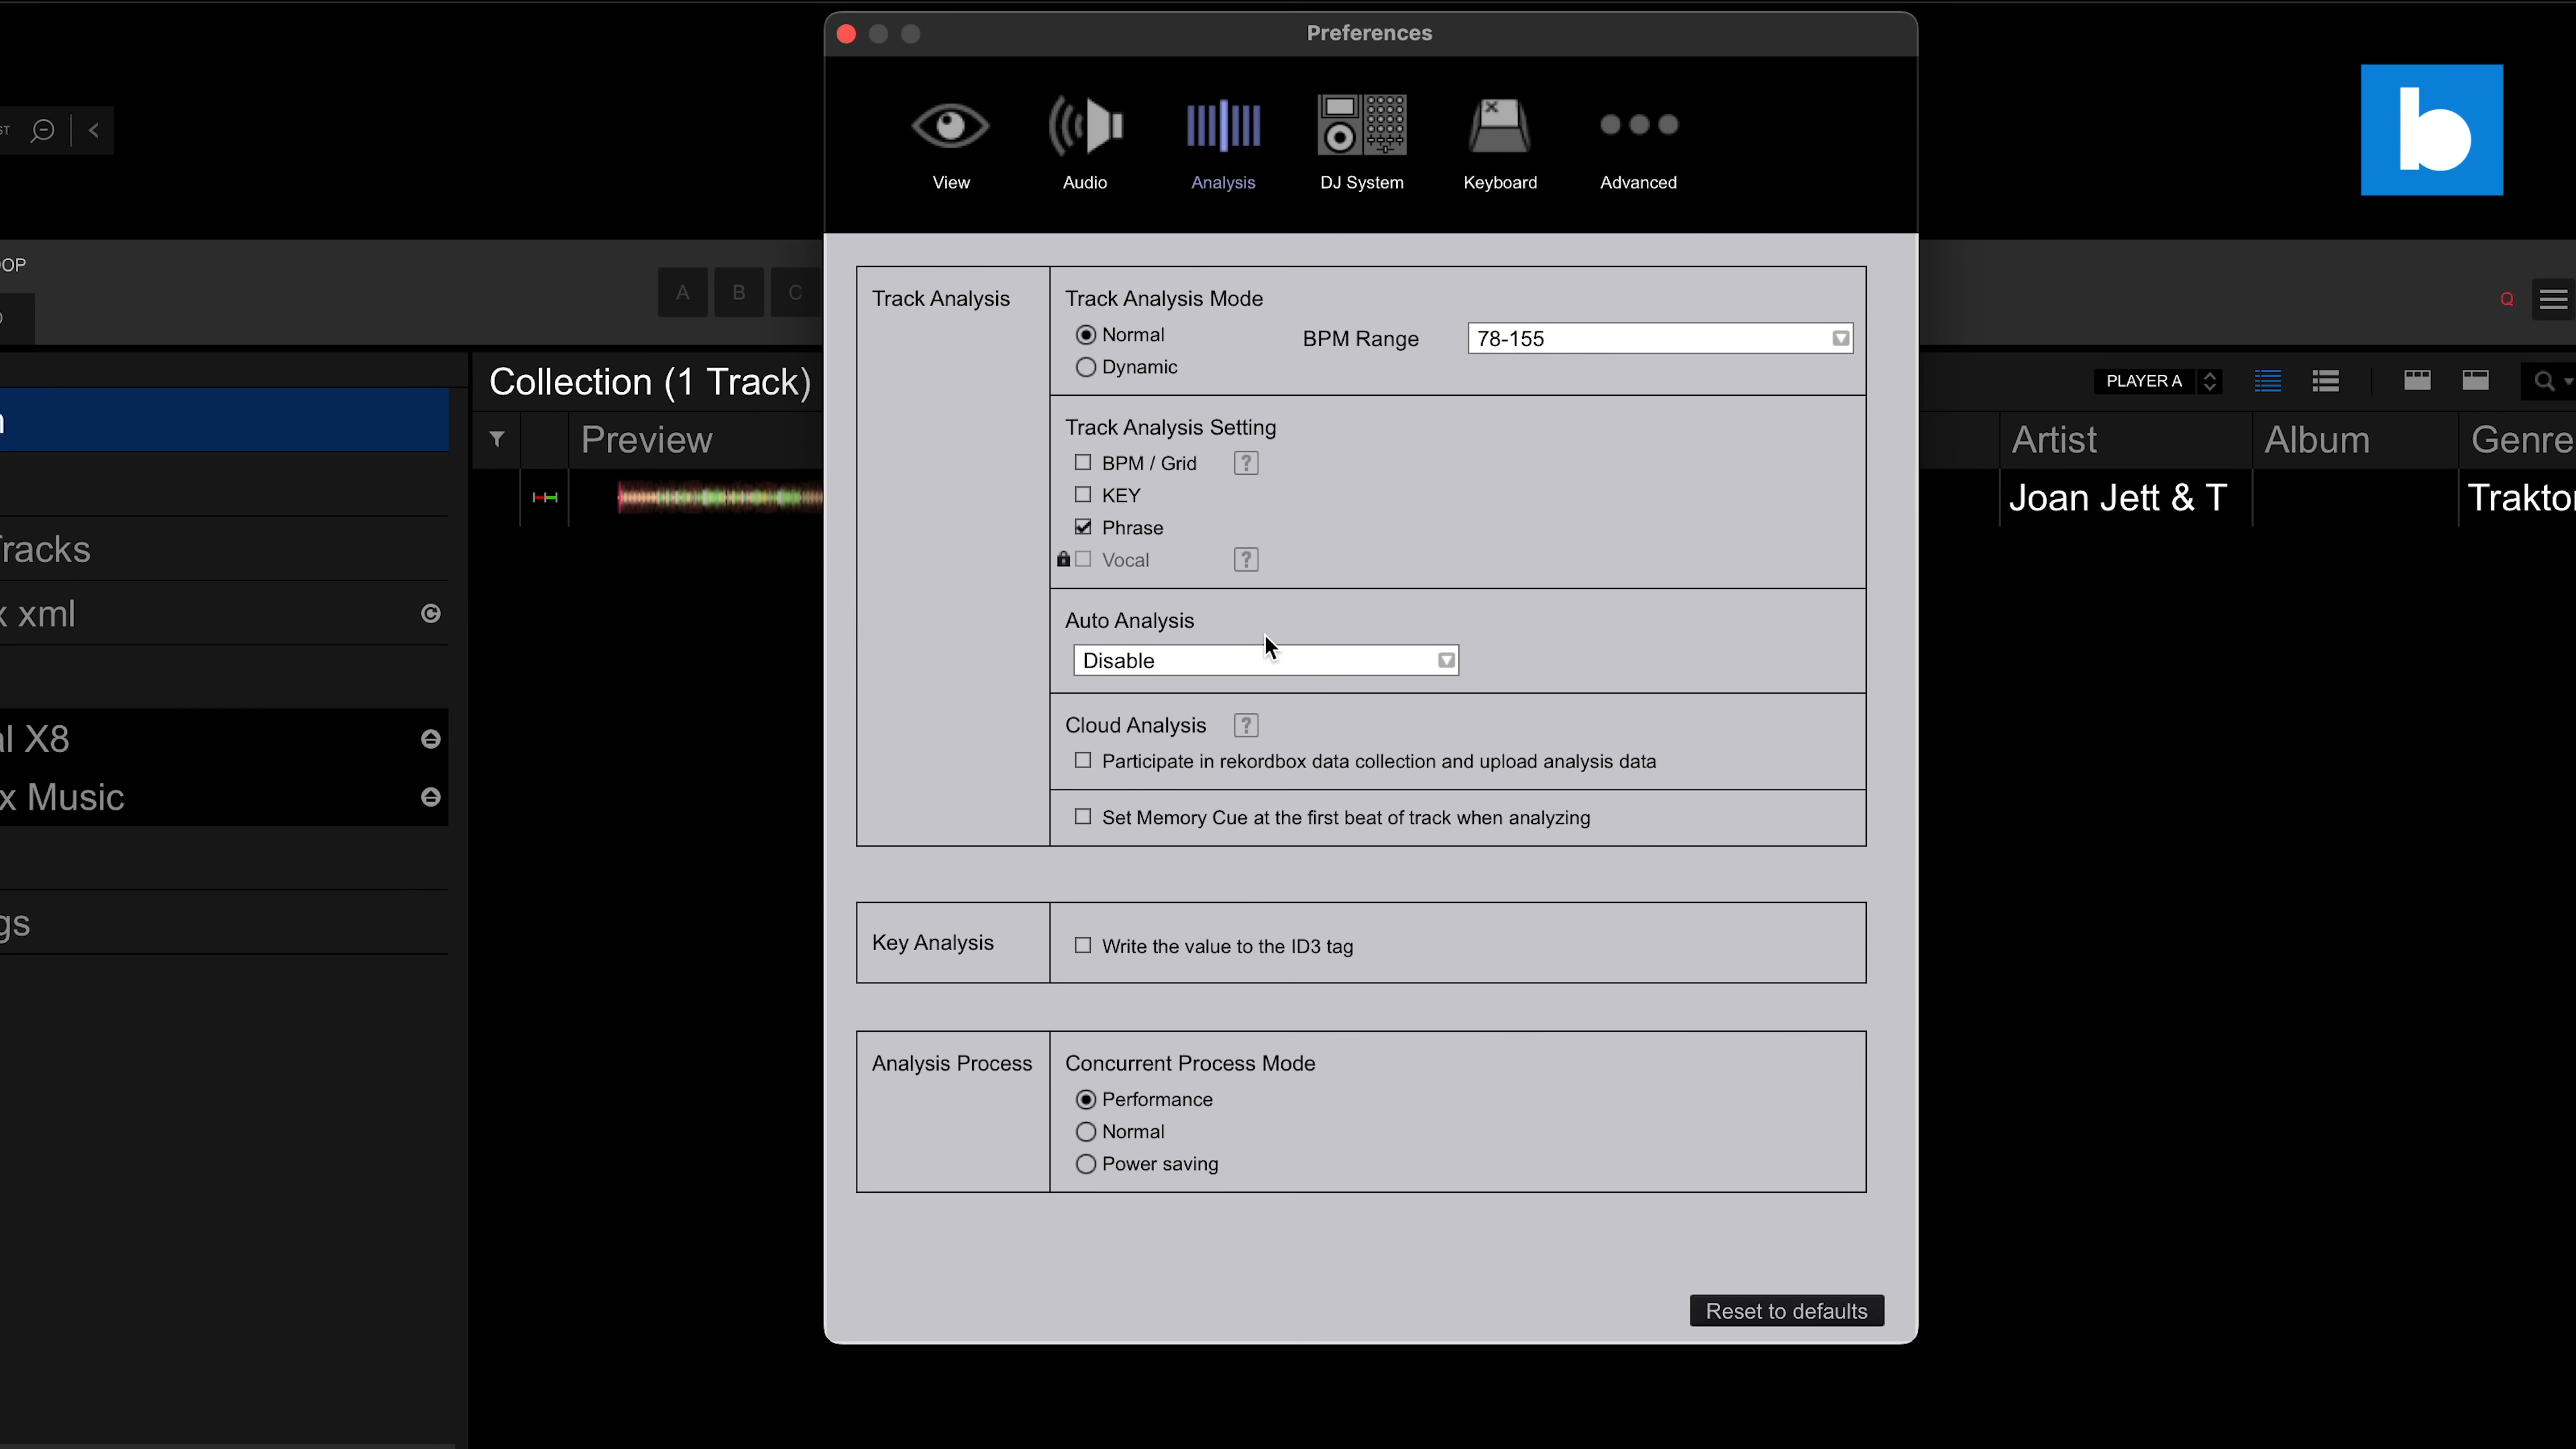 Preferences
View Audio Analysis DJ System Keyboard Advanced
b
OOP
A B C
Q
Collection (1 Track)
PLAYER A
Preview
Artist Album Genre
Joan Jett & T
xml
X8
Music
Track Analysis
Track Analysis Mode
Normal
BPM Range 78-155
Dynamic
Track Analysis Setting
BPM / Grid ?
KEY
Phrase
Vocal ?
Auto Analysis
Disable
Cloud Analysis ?
Participate in rekordbox data collection and upload analysis data
Set Memory Cue at the first beat of track when analyzing
Key Analysis
Write the value to the ID3 tag
Analysis Process
Concurrent Process Mode
Performance
Normal
Power saving
Reset to defaults